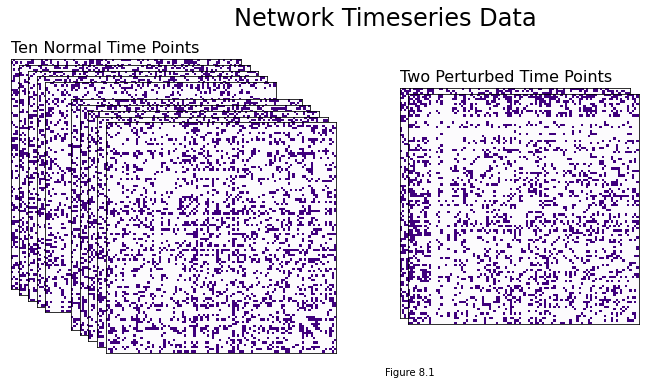 Network Timeseries Data
Ten Normal Time Points
Two Perturbed Time Points
Figure 8.1